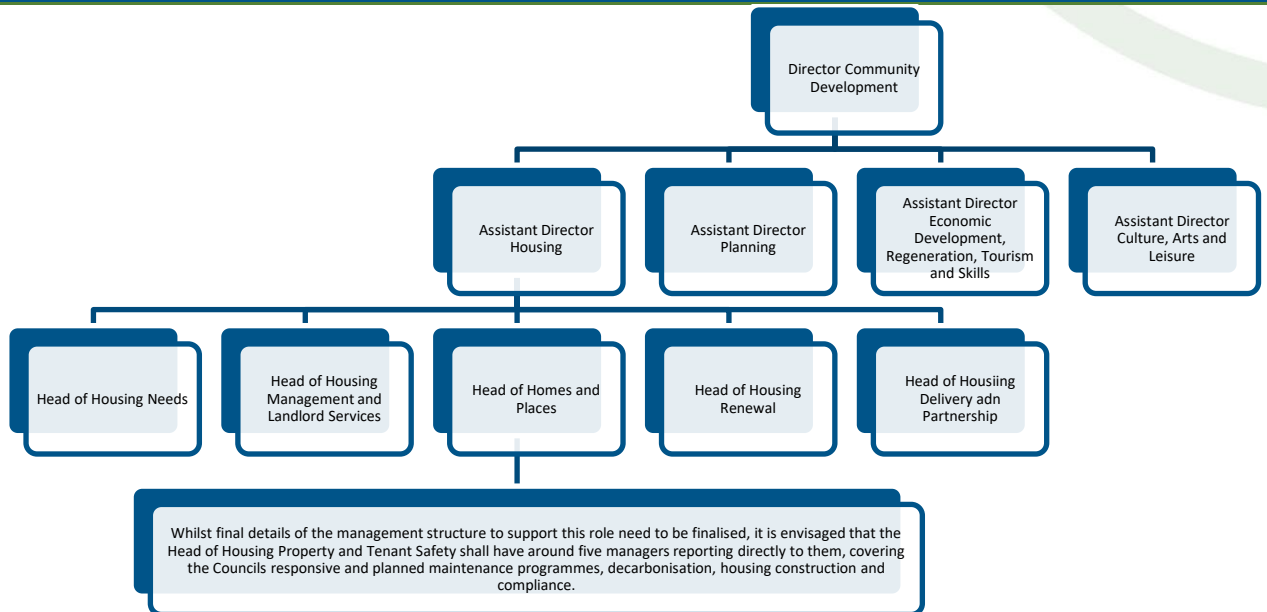 Director Community
Development
Assistant Director
Housing
Assistant Director
Planning
Assistant Director
Economic
Development,
Regeneration, Tourism
and Skills
Assistant Director
Culture, Arts and
Leisure
Head of Housing Needs
Head of Housing
Management and
Landlord Services
Head of Homes and
Places
Head of Housing
Renewal
Head of Housiing
Delivery adn
Partnership
Whilst final details of the management structure to support this role need to be finalised, it is envisaged that the
Head of Housing Property and Tenant Safety shall have around five managers reporting directly to them, covering
the Councils responsive and planned maintenance programmes, decarbonisation, housing construction and
compliance.